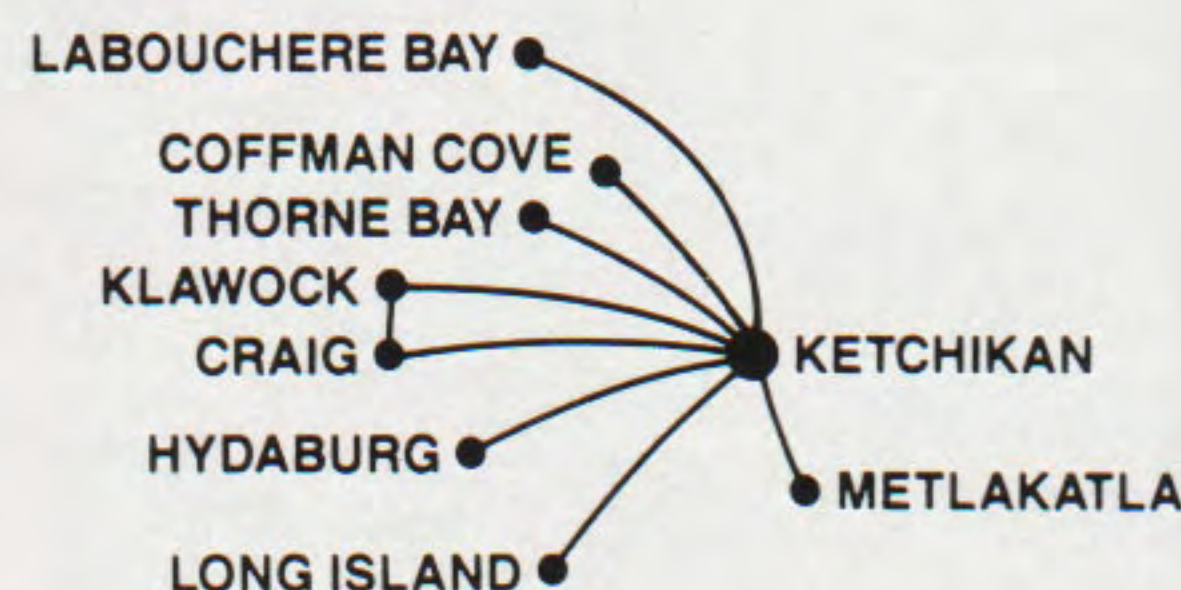 LABOUCHERE BAY
COFFMAN COVE
THORNE BAY
KLAWOCK
CRAIG
KETCHIKAN
HYDABURG
METLAKATLA
LONG ISLAND